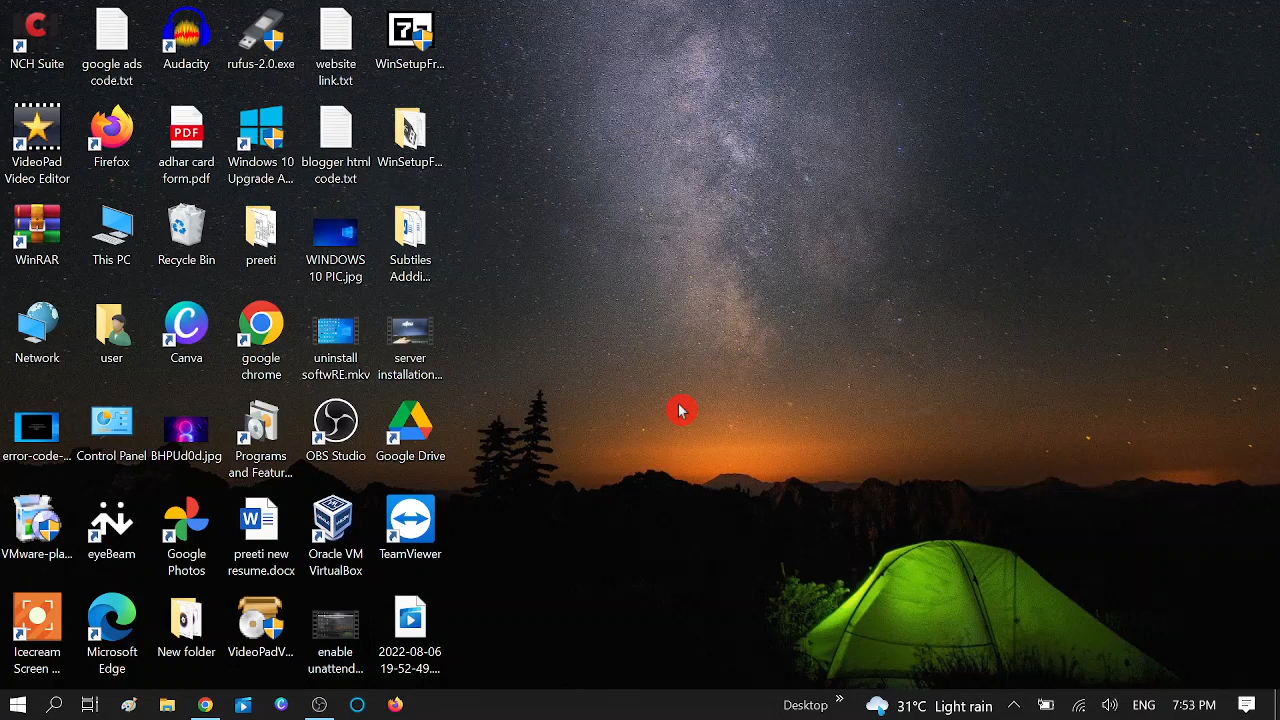 NCH Suite
google ads
code.txt
Audacity
rufus-2.0.exe
website
link.txt
WinSetupFr...
VideoPad
Video Editor
Firefox
PDF
adhar card
form.pdf
Windows 10
Upgrade A...
blogger html
code.txt
WinSetupF...
WinRAR
This PC
Recycle Bin
preeti
WINDOWS
10 PIC.jpg
Subtiles
Adddi...
Network
user
Canva
google
chrome
uninstall
softwRE.mkv
server
installation...
error-code-...
Control Panel
BHPUd0d.jpg
Programs
and Featur...
OBS Studio
Google Drive
VMware-pla...
eyeBeam
Google
Photos
preeti new
resume.docx
Oracle VM
VirtualBox
TeamViewer
Icecream
Screen ...
Microsoft
Edge
New folder
VideoPadV...
enable
unattend...
2022-08-06
19-52-49....
Desktop
31°C Light rain
ENG
7:53 PM